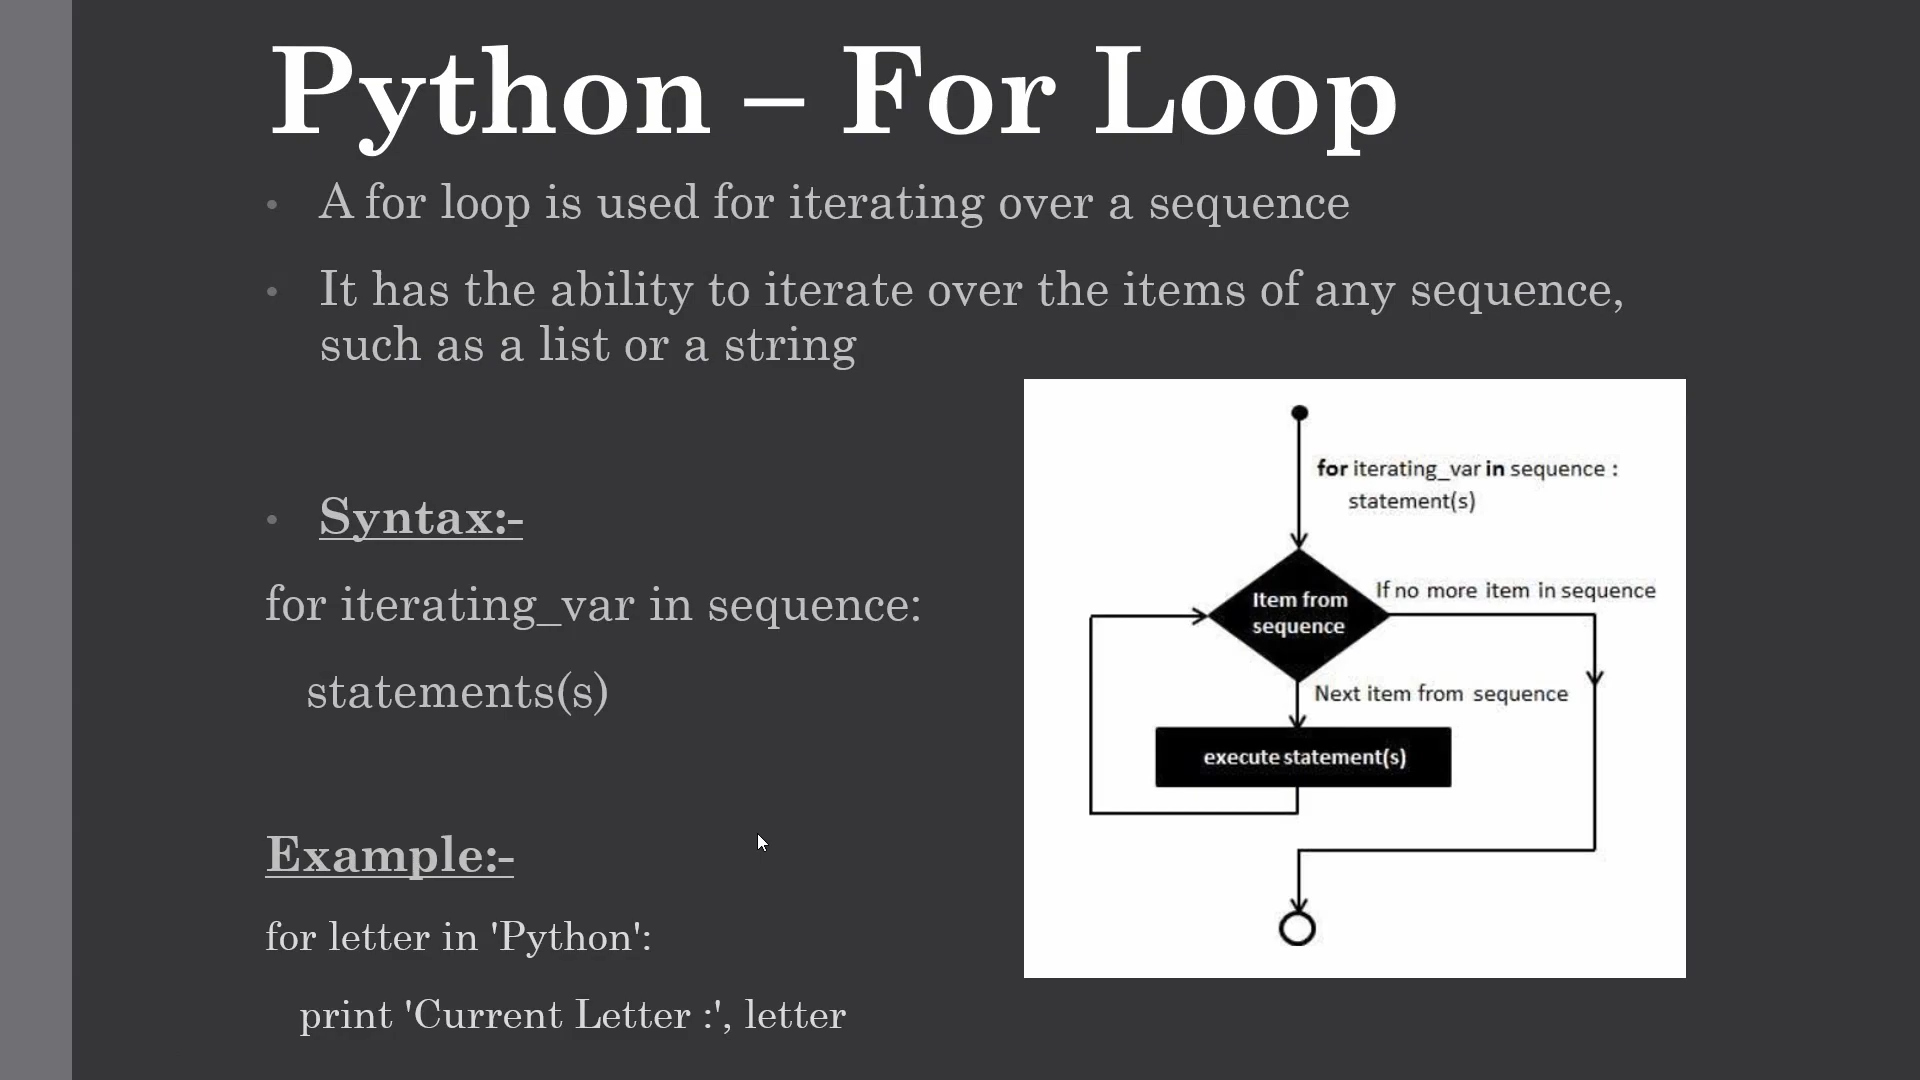 Python – For Loop
• A for loop is used for iterating over a sequence
• It has the ability to iterate over the items of any sequence,
such as a list or a string
• Syntax:-
for iterating_var in sequence:
statements(s)
Example:-
for letter in 'Python':
print 'Current Letter :', letter
for iterating_var in sequence :
statement(s)
If no more item in sequence
Item from
sequence
Next item from sequence
execute statement(s)